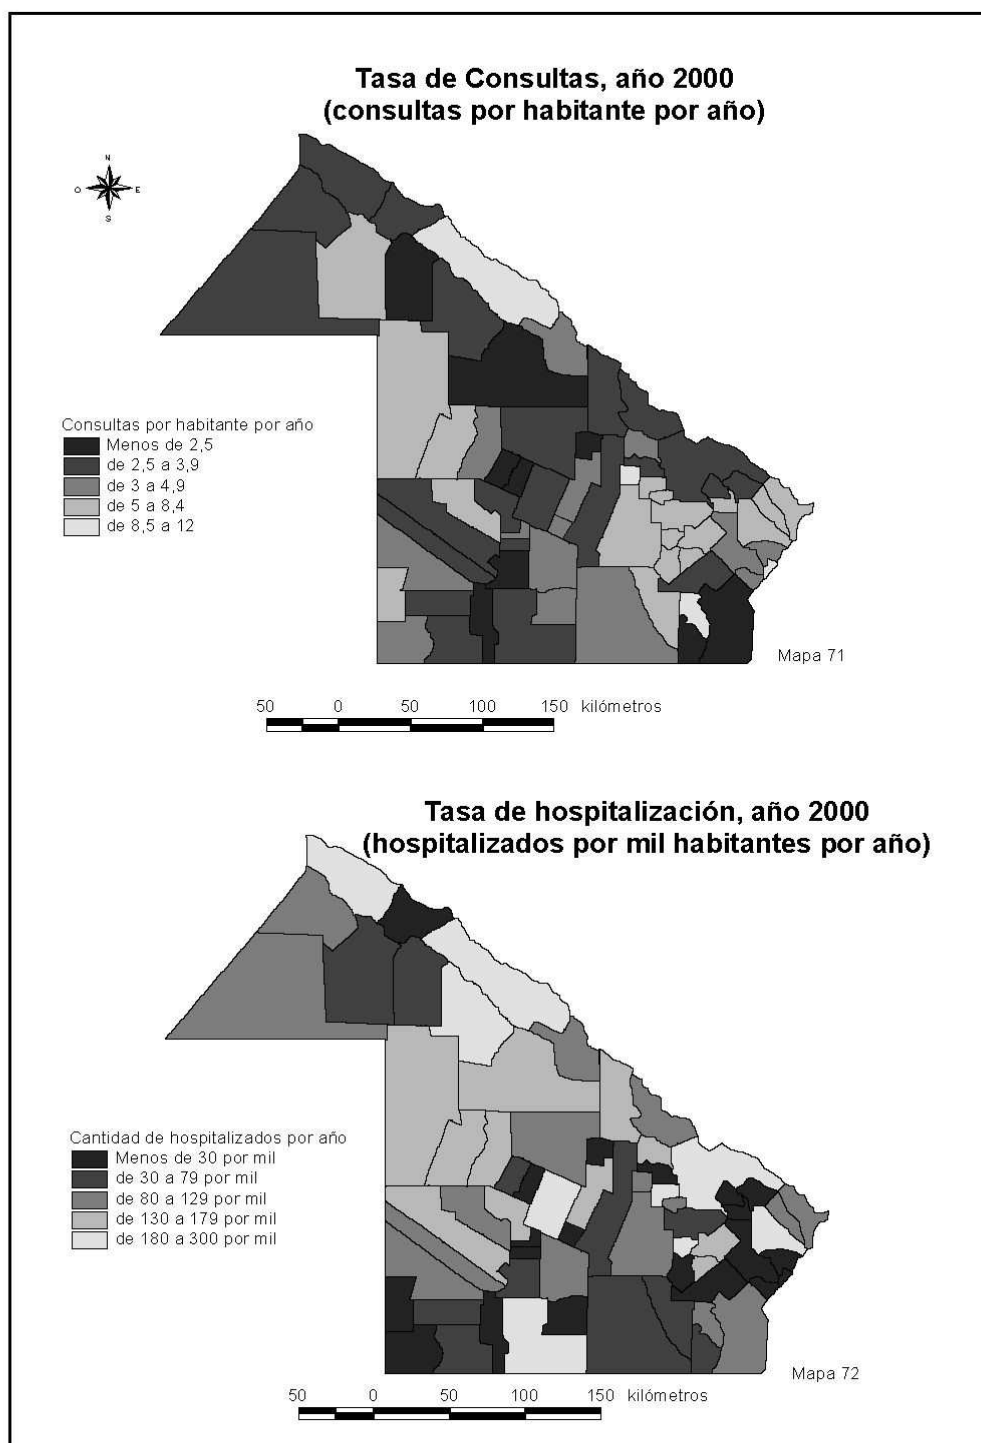 Tasa de Consultas, año 2000
(consultas por habitante por año)
N
O E
S
Consultas por habitante por año
Menos de 2,5
de 2,5 a 3,9
de 3 a 4,9
de 5 a 8,4
de 8,5 a 12
Mapa 71
50 0 50 100 150 kilómetros
Tasa de hospitalización, año 2000
(hospitalizados por mil habitantes por año)
Cantidad de hospitalizados por año
Menos de 30 por mil
de 30 a 79 por mil
de 80 a 129 por mil
de 130 a 179 por mil
de 180 a 300 por mil
Mapa 72
50 0 50 100 150 kilómetros